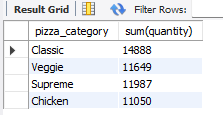 Result Grid Filter Rows:
pizza_category sum(quantity)
Classic 14888
Veggie 11649
Supreme 11987
Chicken 11050